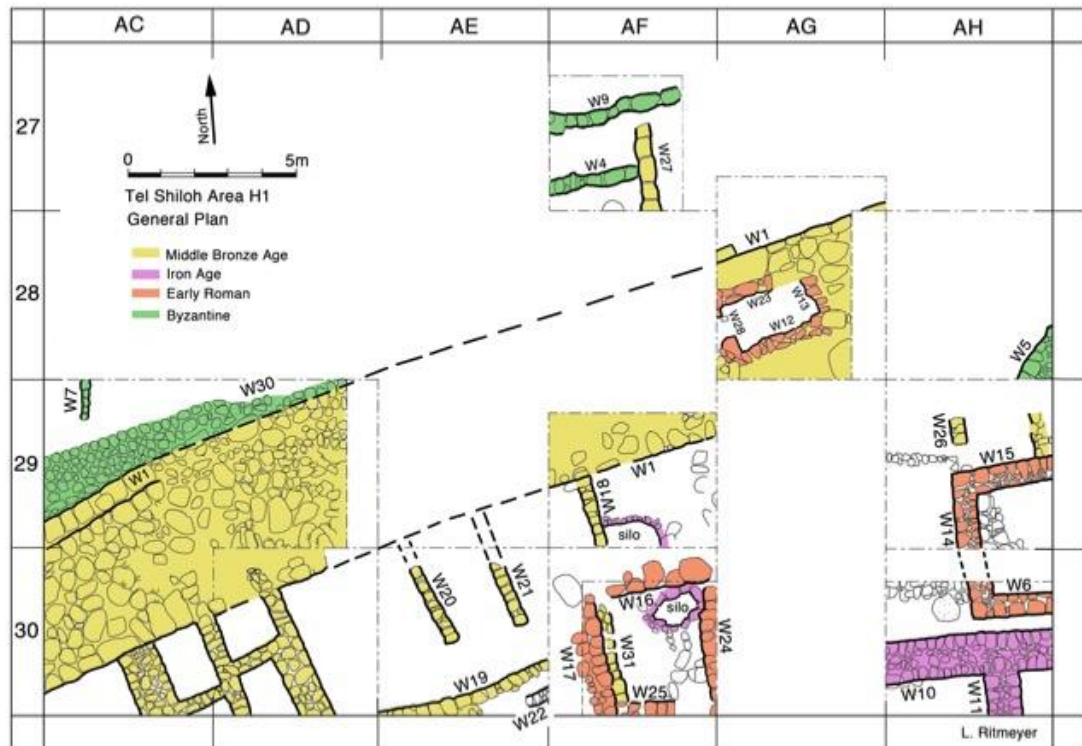 AC AD AE AF AG AH
27
28
29
30
North
0 5m
Tel Shiloh Area H1
General Plan
Middle Bronze Age
Iron Age
Early Roman
Byzantine
W9
W4
W27
W1
W23
W13
W28
W12
W5
W7
W30
W1
W1
W18
silo
W26
W15
W14
W6
W20
W21
W19
W22
W16
silo
W17
W31
W24
W25
W10
W11
L. Ritmeyer